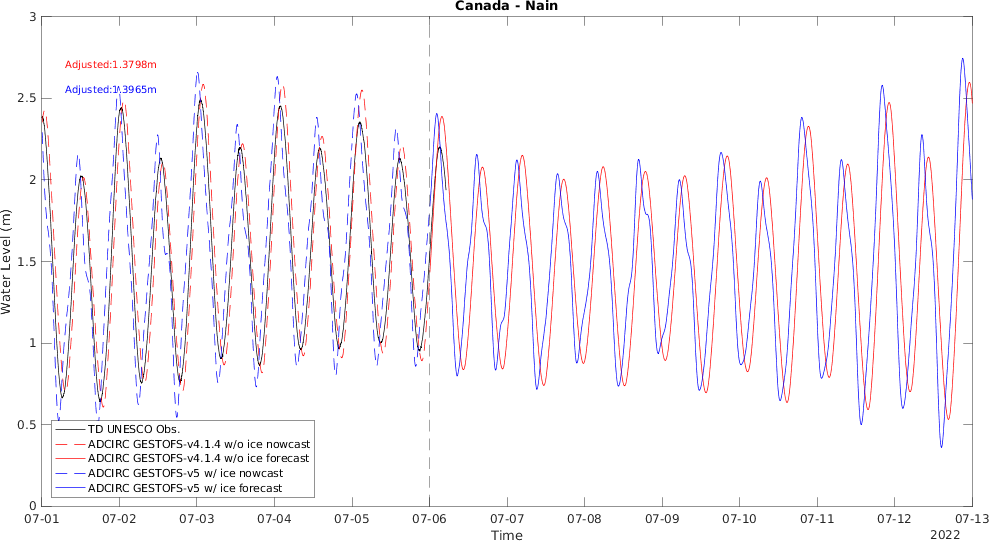 Canada - Nain
Adjusted:1.3798m
Adjusted:1.3965m
Water Level (m)
3
2.5
2
1.5
1
0.5
0
TD UNESCO Obs.
ADCIRC GESTOFS-v4.1.4 w/o ice nowcast
ADCIRC GESTOFS-v4.1.4 w/o ice forecast
ADCIRC GESTOFS-v5 w/ ice nowcast
ADCIRC GESTOFS-v5 w/ ice forecast
07-01 07-02 07-03 07-04 07-05 07-06 07-07 07-08 07-09 07-10 07-11 07-12 07-13
Time
2022